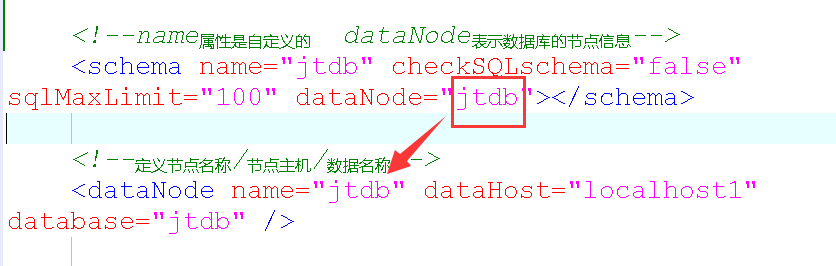 <!--name属性是自定义的 dataNode表示数据库的节点信息-->
<schema name="jtdb" checkSQLschema="false"
sqlMaxLimit="100" dataNode="jtdb"></schema>
<!--定义节点名称/节点主机/数据名称-->
<dataNode name="jtdb" dataHost="localhost1"
database="jtdb" />